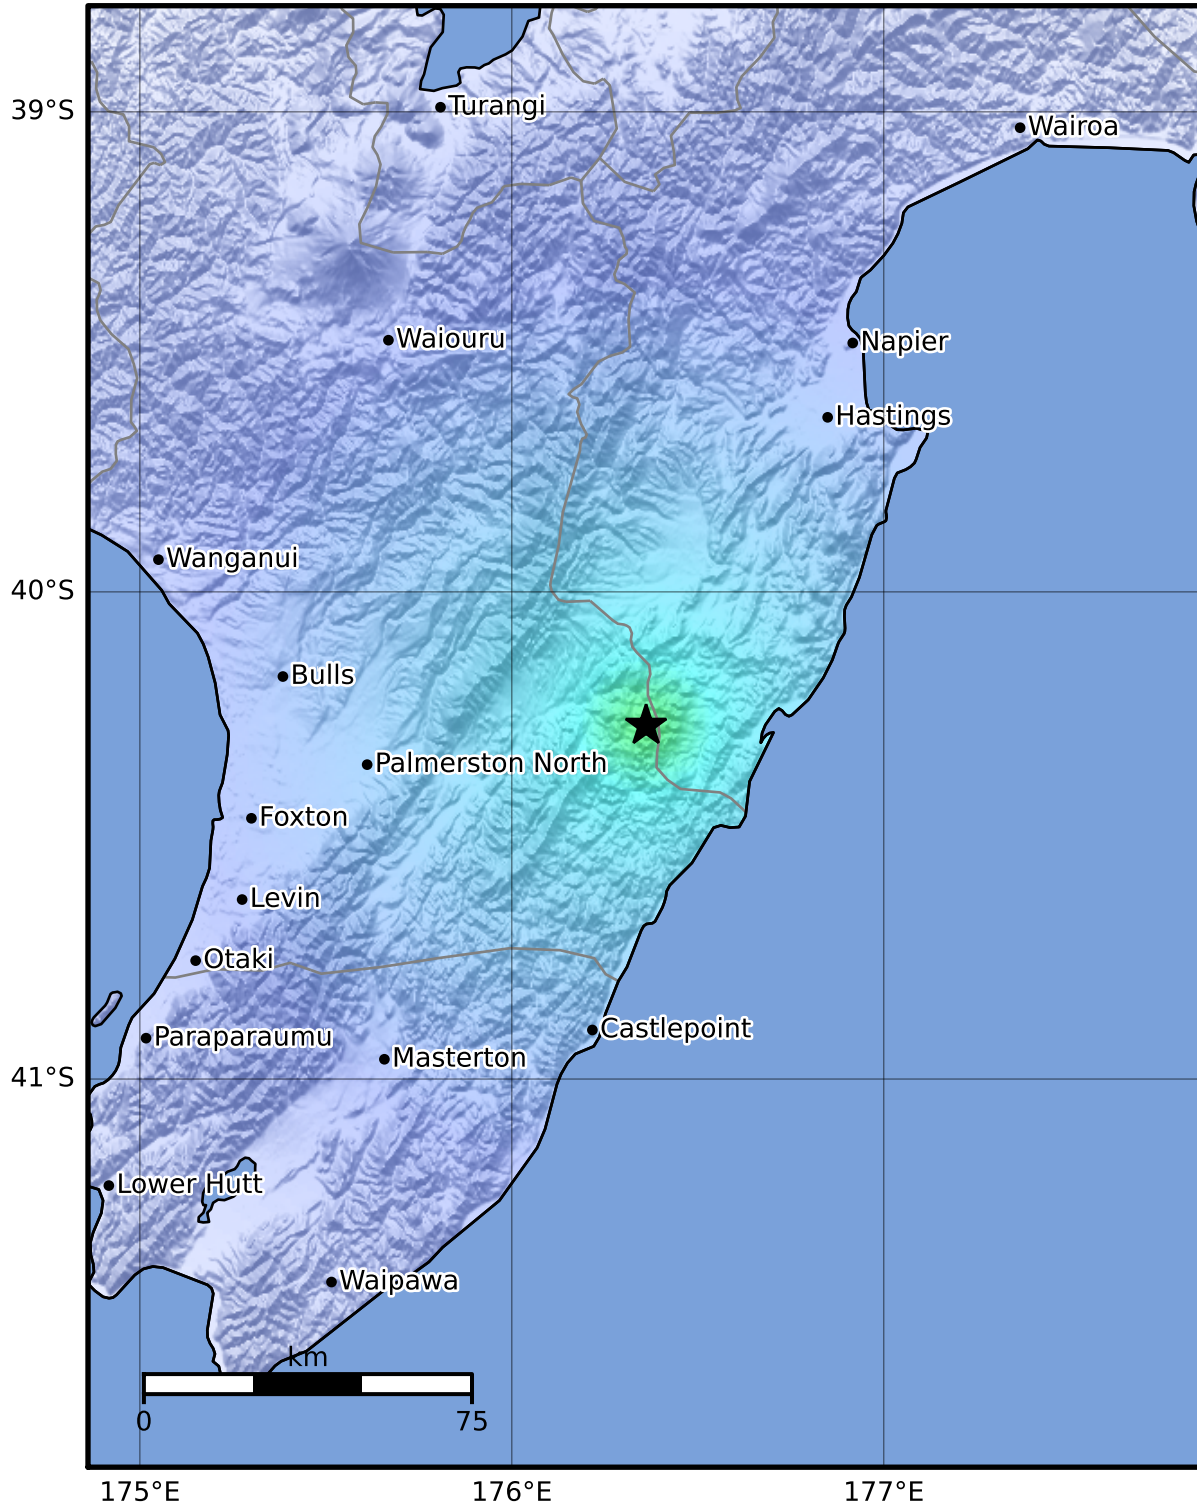 Turangi
39°S
Wairoa
Waiouru
Napier
Hastings
Wanganui
40°S
Bulls
Palmerston North
Foxton
Levin
Otaki
Castlepoint
Paraparaumu
Masterton
41°S
Lower Hutt
Waipawa
km
0 75
175°E 176°E 177°E